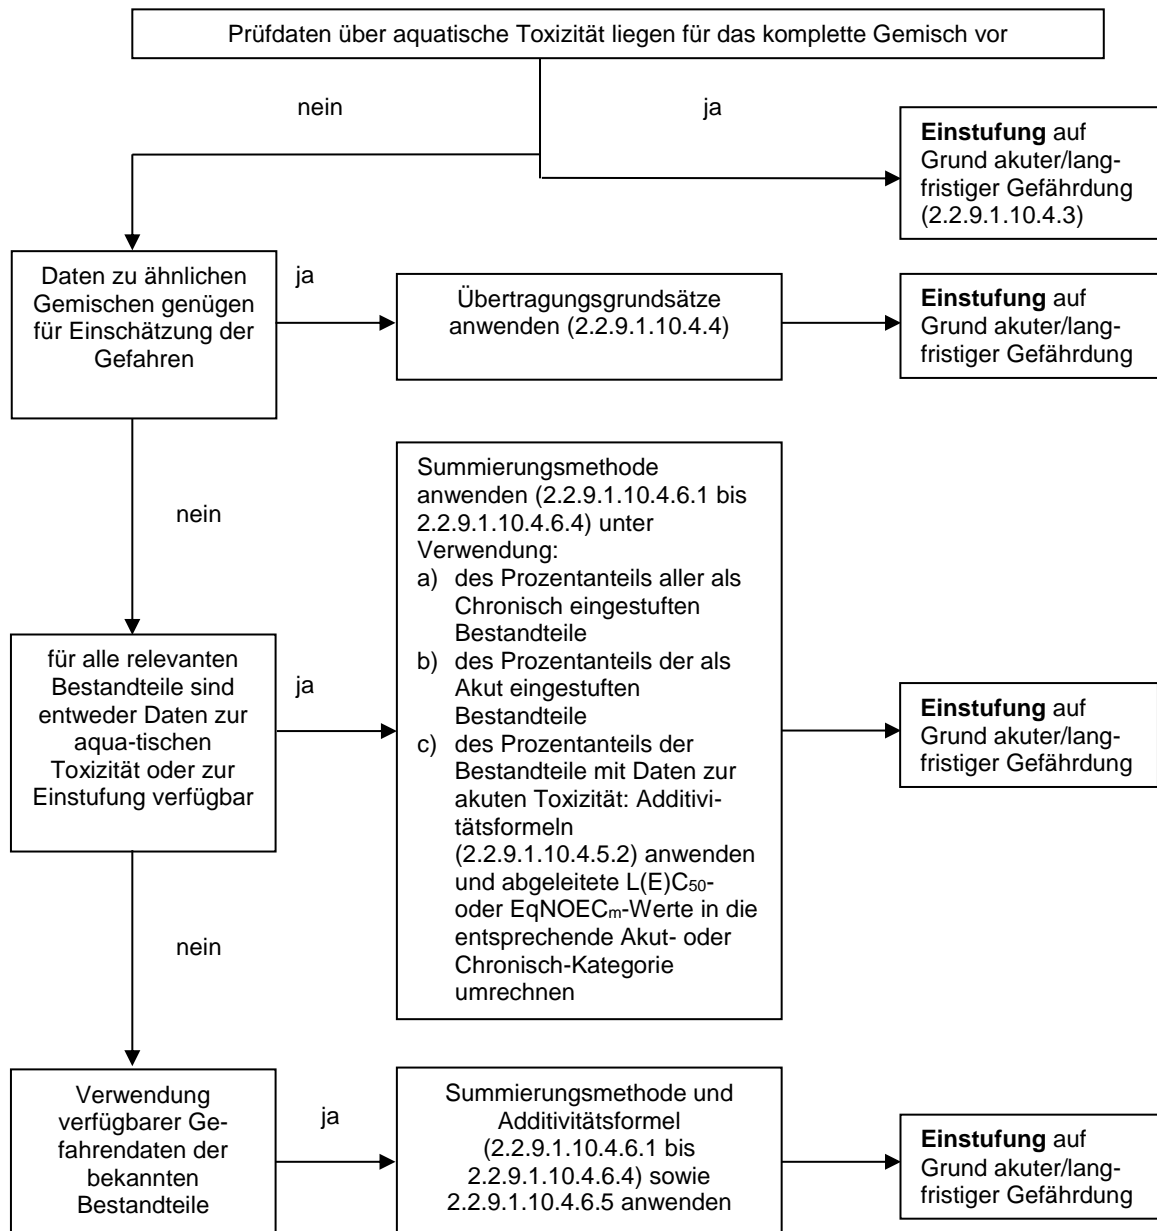 Prüfdaten über aquatische Toxizität liegen für das komplette Gemisch vor
nein
ja
Einstufung auf
Grund akuter/lang-
fristiger Gefährdung
(2.2.9.1.10.4.3)
Daten zu ähnlichen
Gemischen genügen
für Einschätzung der
Gefahren
ja
Übertragungsgrundsätze
anwenden (2.2.9.1.10.4.4)
Einstufung auf
Grund akuter/lang-
fristiger Gefährdung
nein
Summierungsmethode
anwenden (2.2.9.1.10.4.6.1 bis
2.2.9.1.10.4.6.4) unter
Verwendung:
a) des Prozentanteils aller als
Chronisch eingestuften
Bestandteile
b) des Prozentanteils der als
Akut eingestuften
Bestandteile
c) des Prozentanteils der
Bestandteile mit Daten zur
akuten Toxizität: Additivi-
tätsformeln
(2.2.9.1.10.4.5.2) anwenden
und abgeleitete L(E)C₅₀-
oder EqNOECₘ-Werte in die
entsprechende Akut- oder
Chronisch-Kategorie
umrechnen
für alle relevanten
Bestandteile sind
entweder Daten zur
aqua-tischen
Toxizität oder zur
Einstufung verfügbar
ja
Einstufung auf
Grund akuter/lang-
fristiger Gefährdung
nein
Verwendung
verfügbarer Ge-
fahrendaten der
bekannten
Bestandteile
ja
Summierungsmethode und
Additivitätsformel
(2.2.9.1.10.4.6.1 bis
2.2.9.1.10.4.6.4) sowie
2.2.9.1.10.4.6.5 anwenden
Einstufung auf
Grund akuter/lang-
fristiger Gefährdung